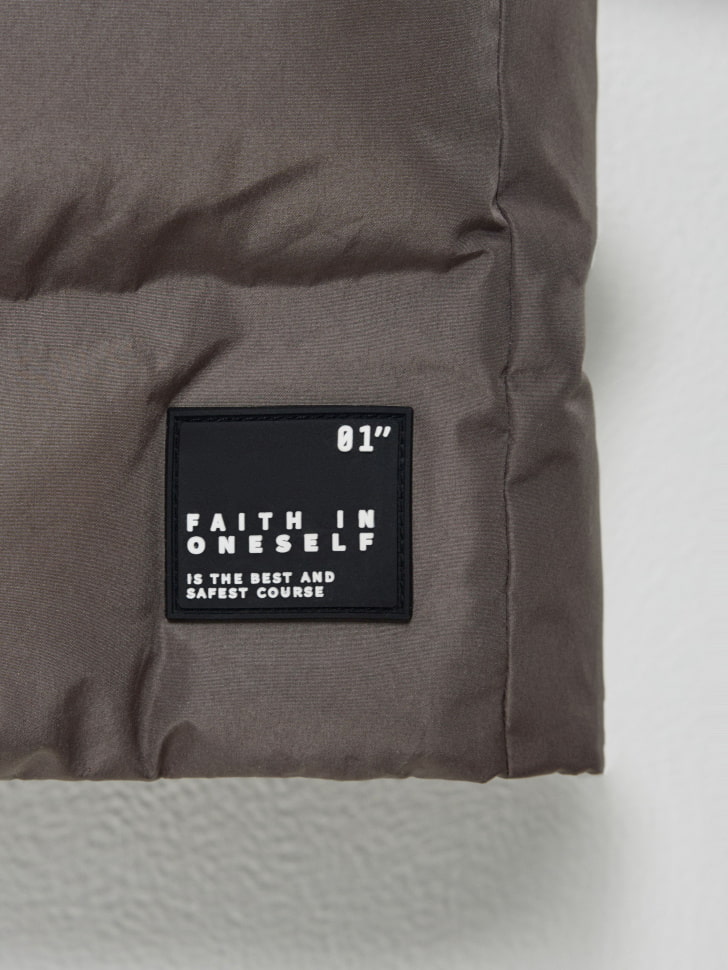 01”
FAITH IN
ONESELF
IS THE BEST AND
SAFEST COURSE